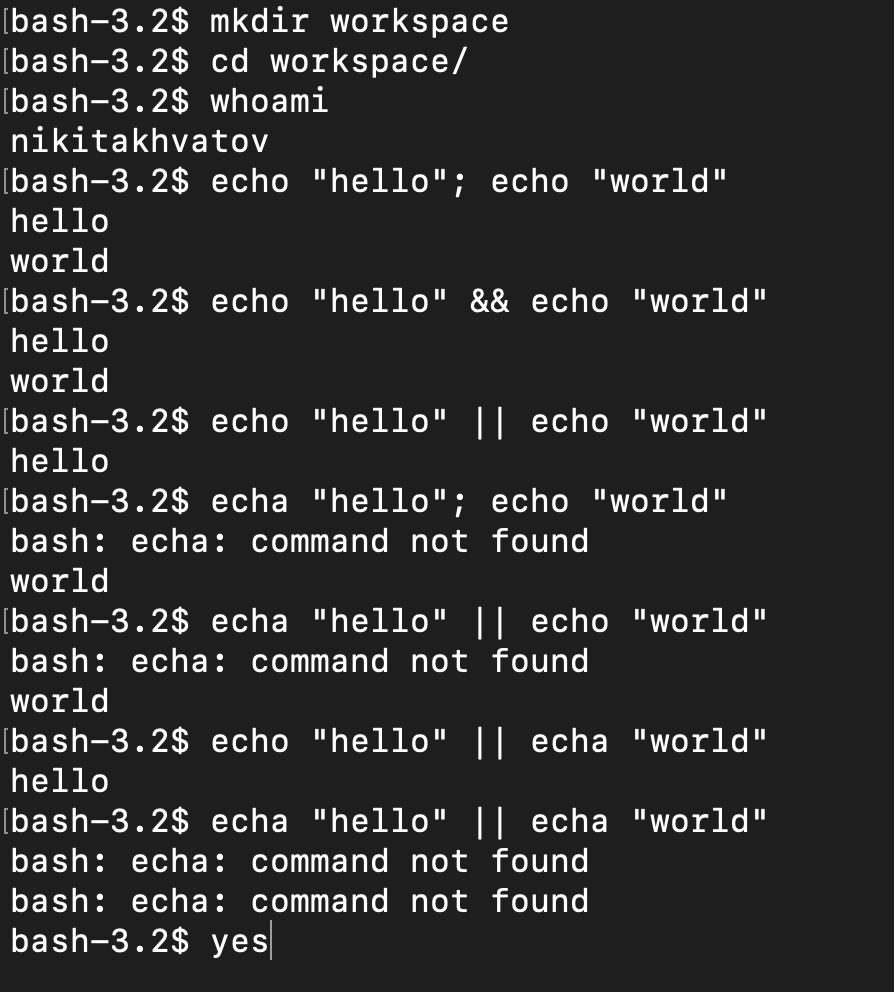 [bash-3.2$ mkdir workspace
[bash-3.2$ cd workspace/
[bash-3.2$ whoami
nikitakhvatov
[bash-3.2$ echo "hello"; echo "world"
hello
world
[bash-3.2$ echo "hello" && echo "world"
hello
world
[bash-3.2$ echo "hello" || echo "world"
hello
[bash-3.2$ echa "hello"; echo "world"
bash: echa: command not found
world
[bash-3.2$ echa "hello" || echo "world"
bash: echa: command not found
world
[bash-3.2$ echo "hello" || echa "world"
hello
[bash-3.2$ echa "hello" || echa "world"
bash: echa: command not found
bash: echa: command not found
bash-3.2$ yes